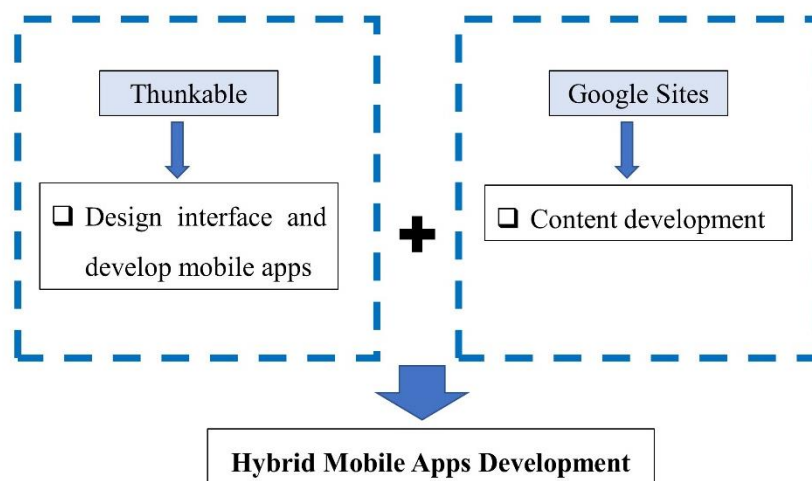 Thunkable
Google Sites
❑ Design interface and
develop mobile apps
❑ Content development
+
Hybrid Mobile Apps Development